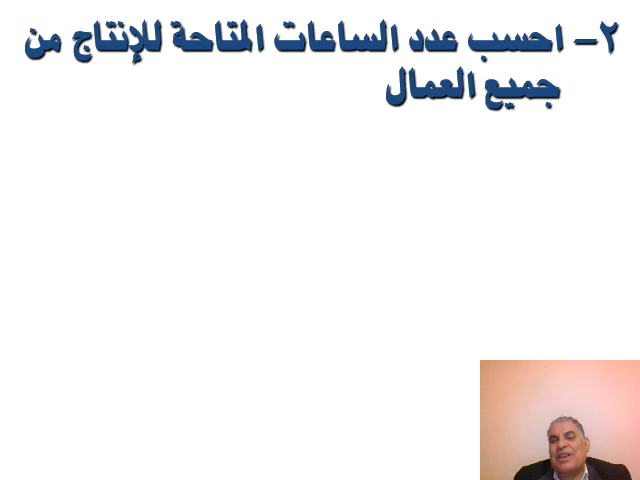 ٢- احسب عدد الساعات المتاحة للإنتاج من
جميع العمال